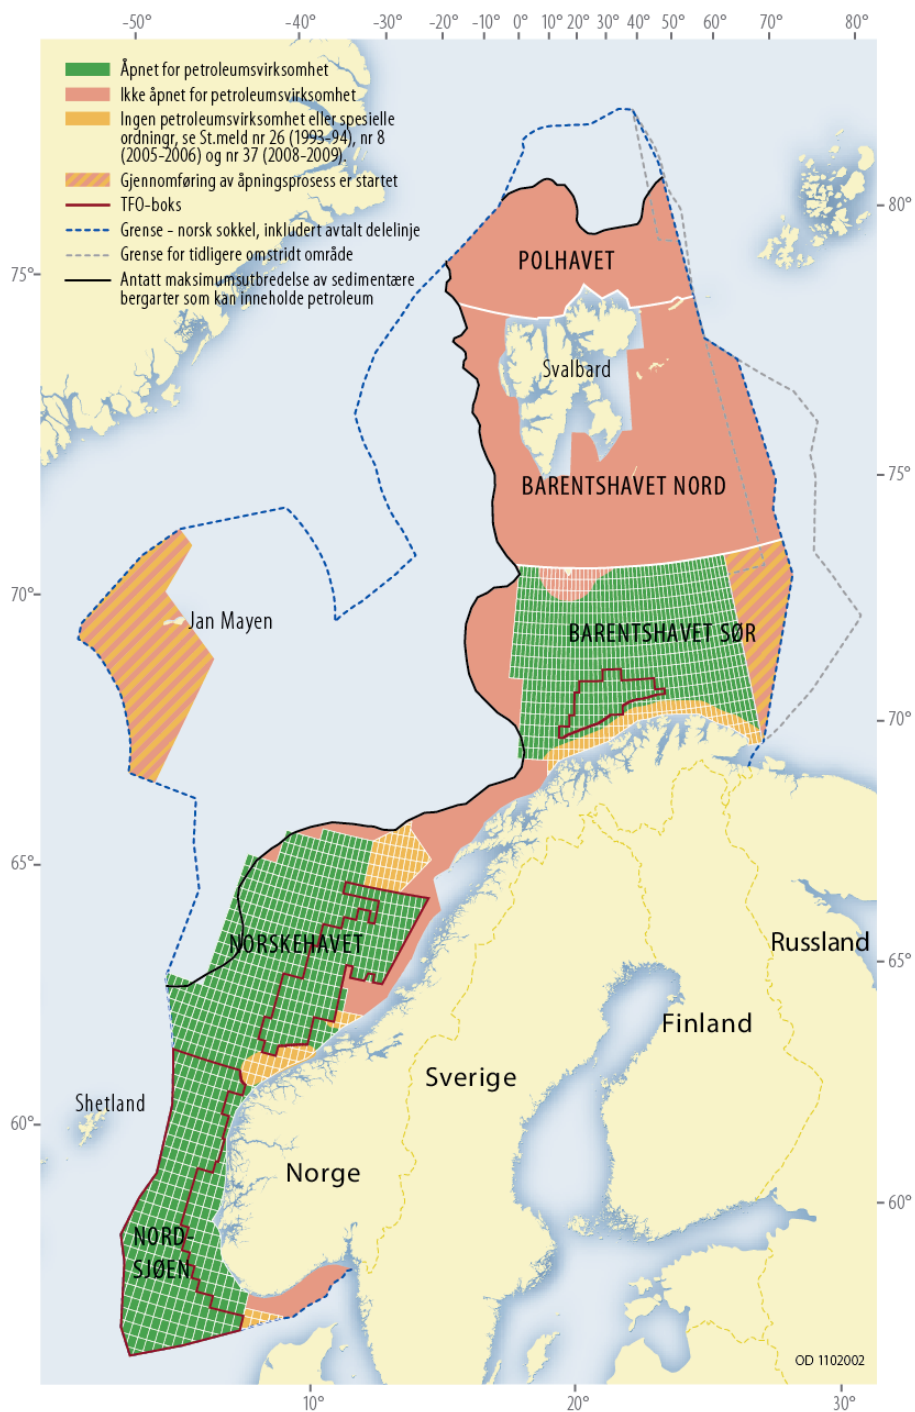 -50° -40° -30° -20° -10° 0° 10° 20° 30° 40° 50° 60° 70° 80°
Åpnet for petroleumsvirksomhet
Ikke åpnet for petroleumsvirksomhet
Ingen petroleumsvirksomhet eller spesielle
ordningr, se St.meld nr 26 (1993-94), nr 8
(2005-2006) og nr 37 (2008-2009).
Gjennomføring av åpningsprosess er startet
TFO-boks
Grense - norsk sokkel, inkludert avtalt delelinje
Grense for tidligere omstridt område
Antatt maksimumsutbredelse av sedimentære
bergarter som kan inneholde petroleum
80°
75°
POLHAVET
Svalbard
75°
BARENTSHAVET NORD
70°
Jan Mayen
BARENTSHAVET SØR
70°
65°
NORSKEHAVET
Russland
65°
Finland
Sverige
Shetland
60°
Norge
60°
NORD
SJØEN
OD 1102002
10° 20° 30°